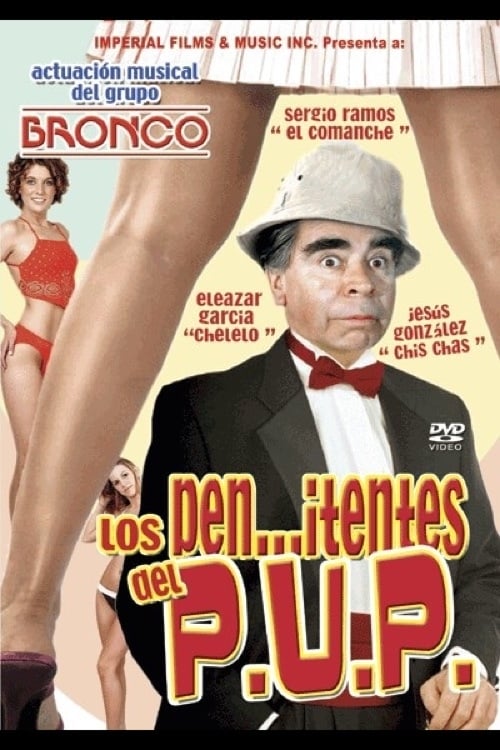 IMPERIAL FILMS & MUSIC INC. Presenta a:
actuación musical
del grupo
BRONCO
sergio ramos
" el comanche "
eleazar
garcia
"chelelo "
jesús
gonzález
" chis chas "
DVD
VIDEO
LOS pen...itentes
del
P.U.P.